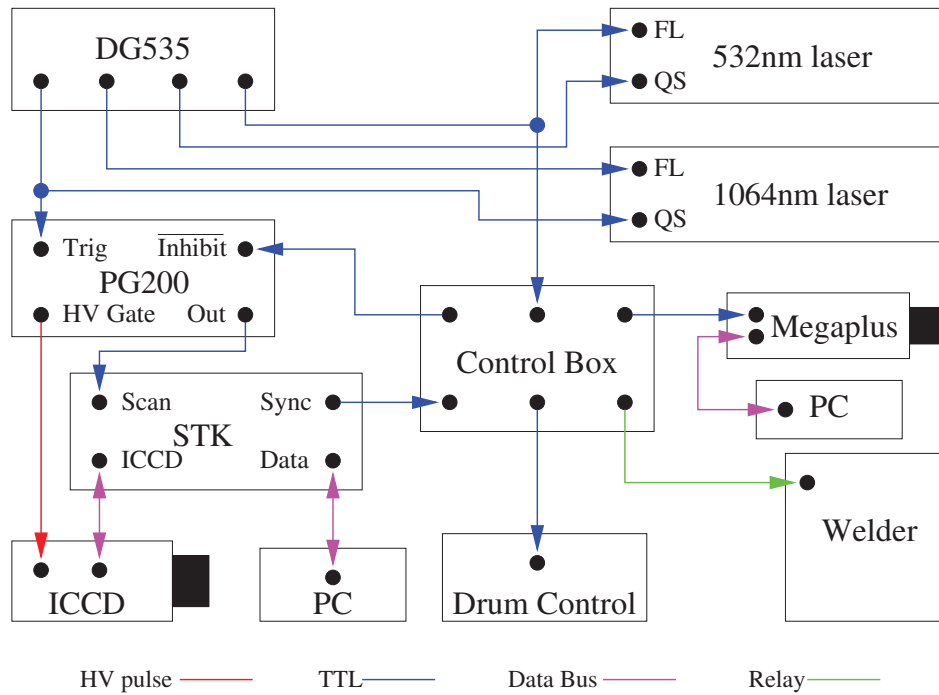 DG535
FL
532nm laser
QS
FL
1064nm laser
QS
Trig
Inhibit
PG200
HV Gate
Out
Control Box
Megaplus
PC
Scan
Sync
STK
ICCD
Data
Welder
ICCD
PC
Drum Control
HV pulse
TTL
Data Bus
Relay